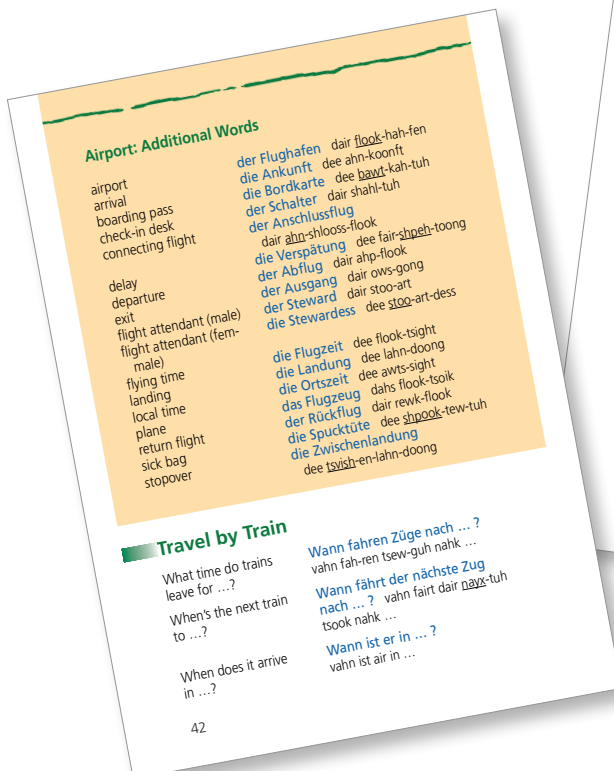 Airport: Additional Words
airport der Flughafen dair flook-hah-fen
arrival die Ankunft dee ahn-koonft
boarding pass die Bordkarte dee bawt-kah-tuh
check-in desk der Schalter dair shahl-tuh
connecting flight der Anschlussflug
dair ahn-shlooss-flook
delay die Verspätung dee fair-shpeh-toong
departure der Abflug dair ahp-flook
exit der Ausgang dair ows-gong
flight attendant (male) der Steward dair stoo-art
flight attendant (fem- die Stewardess dee stoo-art-dess
male)
flying time die Flugzeit dee flook-tsight
landing die Landung dee lahn-doong
local time die Ortszeit dee awts-sight
plane das Flugzeug dahs flook-tsoik
return flight der Rückflug dair rewk-flook
sick bag die Spucktüte dee shpook-tew-tuh
stopover die Zwischenlandung
dee tsvish-en-lahn-doong
Travel by Train
What time do trains Wann fahren Züge nach … ?
leave for …? vahn fah-ren tsew-guh nahk …
When's the next train Wann fährt der nächste Zug
to …? nach … ? vahn fairt dair nayx-tuh
tsook nahk …
When does it arrive Wann ist er in … ?
in …? vahn ist air in …
42